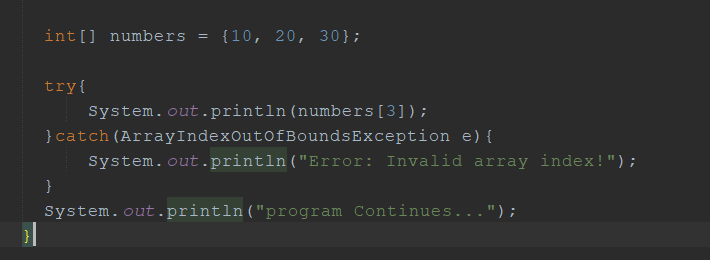 int[] numbers = {10, 20, 30};
try{
System.out.println(numbers[3]);
}catch(ArrayIndexOutOfBoundsException e){
System.out.println("Error: Invalid array index!");
}
System.out.println("program Continues...");
}